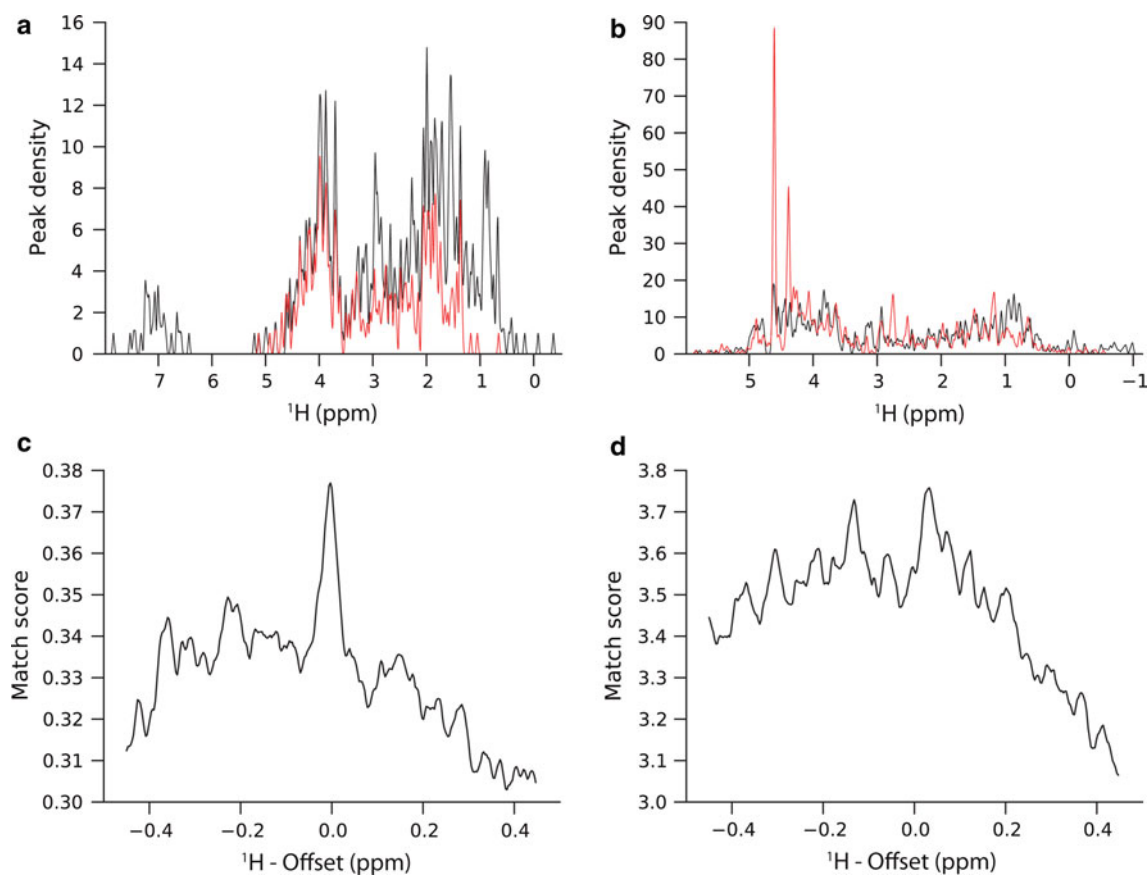 a
16
14
12
10
8
6
4
2
0
Peak density
7 6 5 4 3 2 1 0
¹H (ppm)
b
90
80
70
60
50
40
30
20
10
0
Peak density
5 4 3 2 1 0 −1
¹H (ppm)
c
0.38
0.37
0.36
0.35
0.34
0.33
0.32
0.31
0.30
Match score
−0.4 −0.2 0.0 0.2 0.4
¹H - Offset (ppm)
d
3.8
3.7
3.6
3.5
3.4
3.3
3.2
3.1
3.0
Match score
−0.4 −0.2 0.0 0.2 0.4
¹H - Offset (ppm)